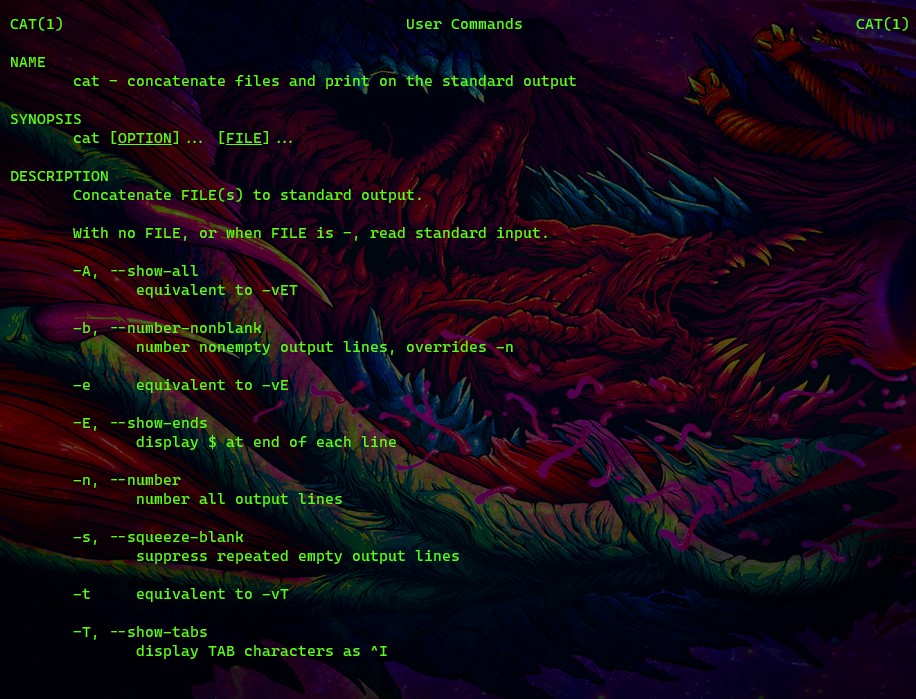 CAT(1) User Commands CAT(1)
NAME
cat - concatenate files and print on the standard output
SYNOPSIS
cat [OPTION]... [FILE]...
DESCRIPTION
Concatenate FILE(s) to standard output.
With no FILE, or when FILE is -, read standard input.
-A, --show-all
equivalent to -vET
-b, --number-nonblank
number nonempty output lines, overrides -n
-e equivalent to -vE
-E, --show-ends
display $ at end of each line
-n, --number
number all output lines
-s, --squeeze-blank
suppress repeated empty output lines
-t equivalent to -vT
-T, --show-tabs
display TAB characters as ^I